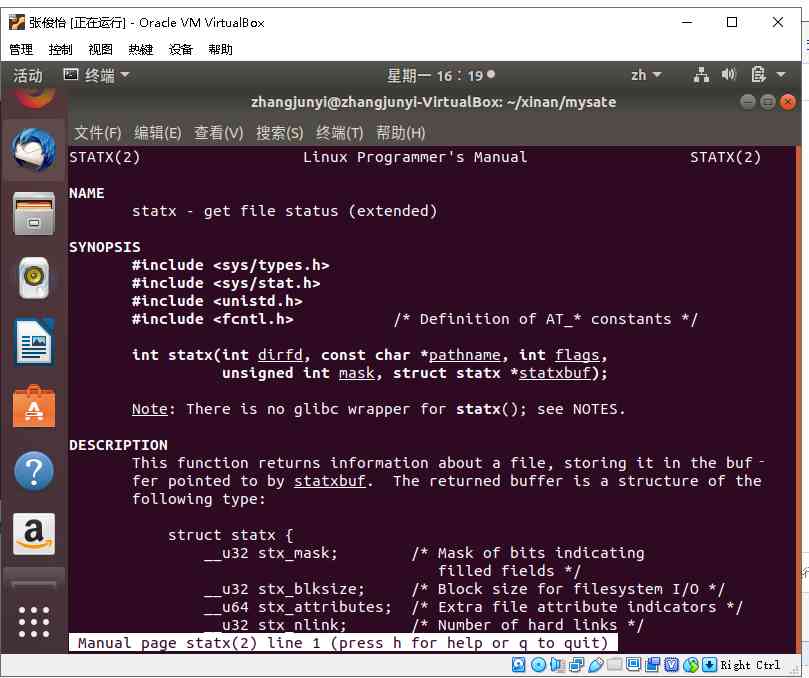 张俊怡 [正在运行] - Oracle VM VirtualBox
管理 控制 视图 热键 设备 帮助
活动 终端 星期一 16：19 zh
zhangjunyi@zhangjunyi-VirtualBox: ~/xinan/mysate
文件(F) 编辑(E) 查看(V) 搜索(S) 终端(T) 帮助(H)
STATX(2) Linux Programmer's Manual STATX(2)
NAME
statx - get file status (extended)
SYNOPSIS
#include <sys/types.h>
#include <sys/stat.h>
#include <unistd.h>
#include <fcntl.h> /* Definition of AT_* constants */
int statx(int dirfd, const char *pathname, int flags,
unsigned int mask, struct statx *statxbuf);
Note: There is no glibc wrapper for statx(); see NOTES.
DESCRIPTION
This function returns information about a file, storing it in the buf‐
fer pointed to by statxbuf. The returned buffer is a structure of the
following type:
struct statx {
__u32 stx_mask; /* Mask of bits indicating
filled fields */
__u32 stx_blksize; /* Block size for filesystem I/O */
__u64 stx_attributes; /* Extra file attribute indicators */
__u32 stx_nlink; /* Number of hard links */
Manual page statx(2) line 1 (press h for help or q to quit)
Right Ctrl